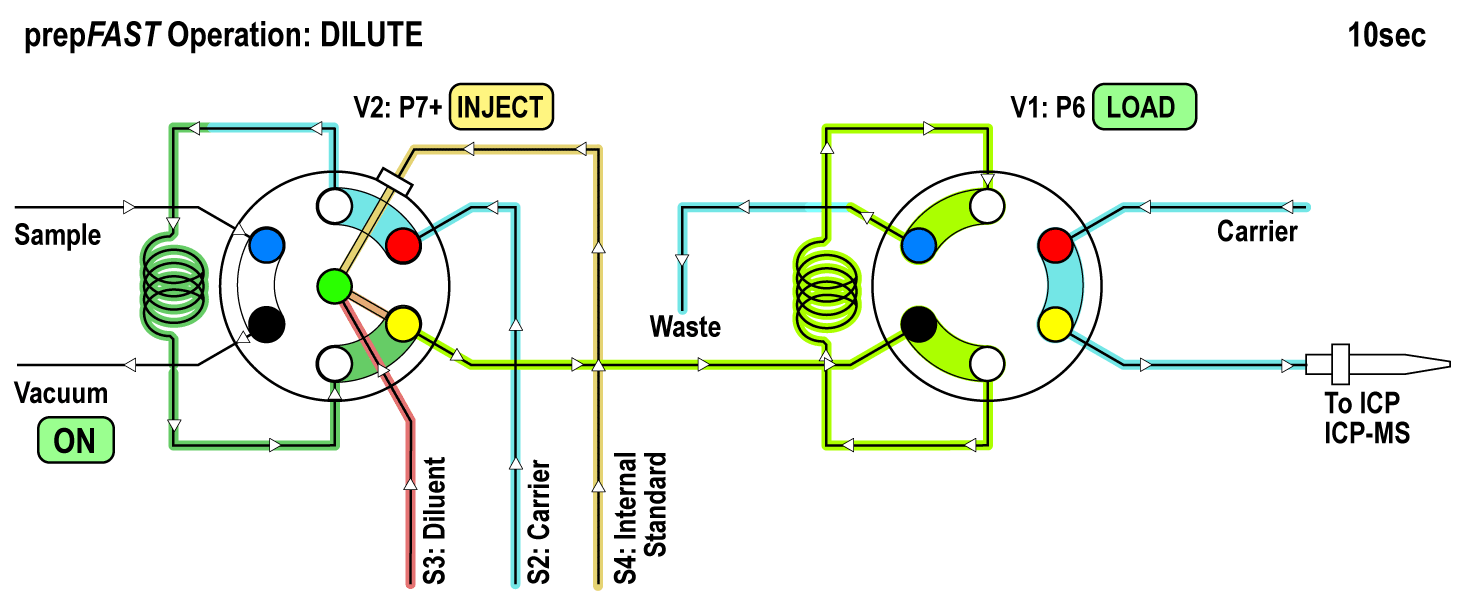 prepFAST Operation: DILUTE
10sec
V2: P7+ INJECT
V1: P6 LOAD
Sample
Carrier
Waste
Vacuum
ON
To ICP
ICP-MS
S3: Diluent
S2: Carrier
S4: Internal
Standard